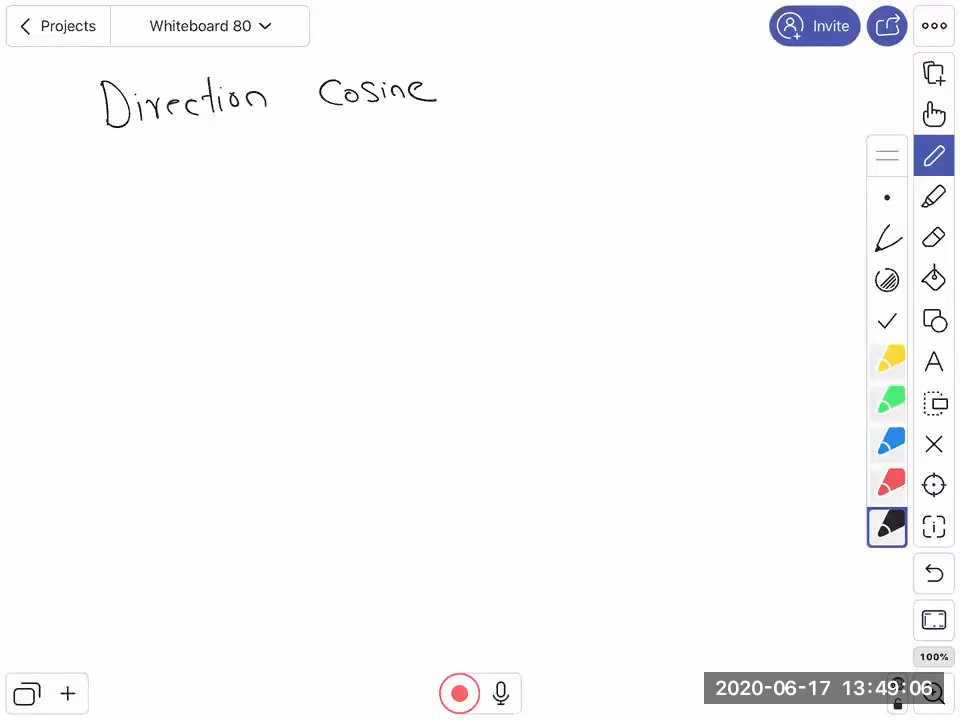 Projects Whiteboard 80 Invite
Direction Cosine
A
100%
2020-06-17 13:49:06